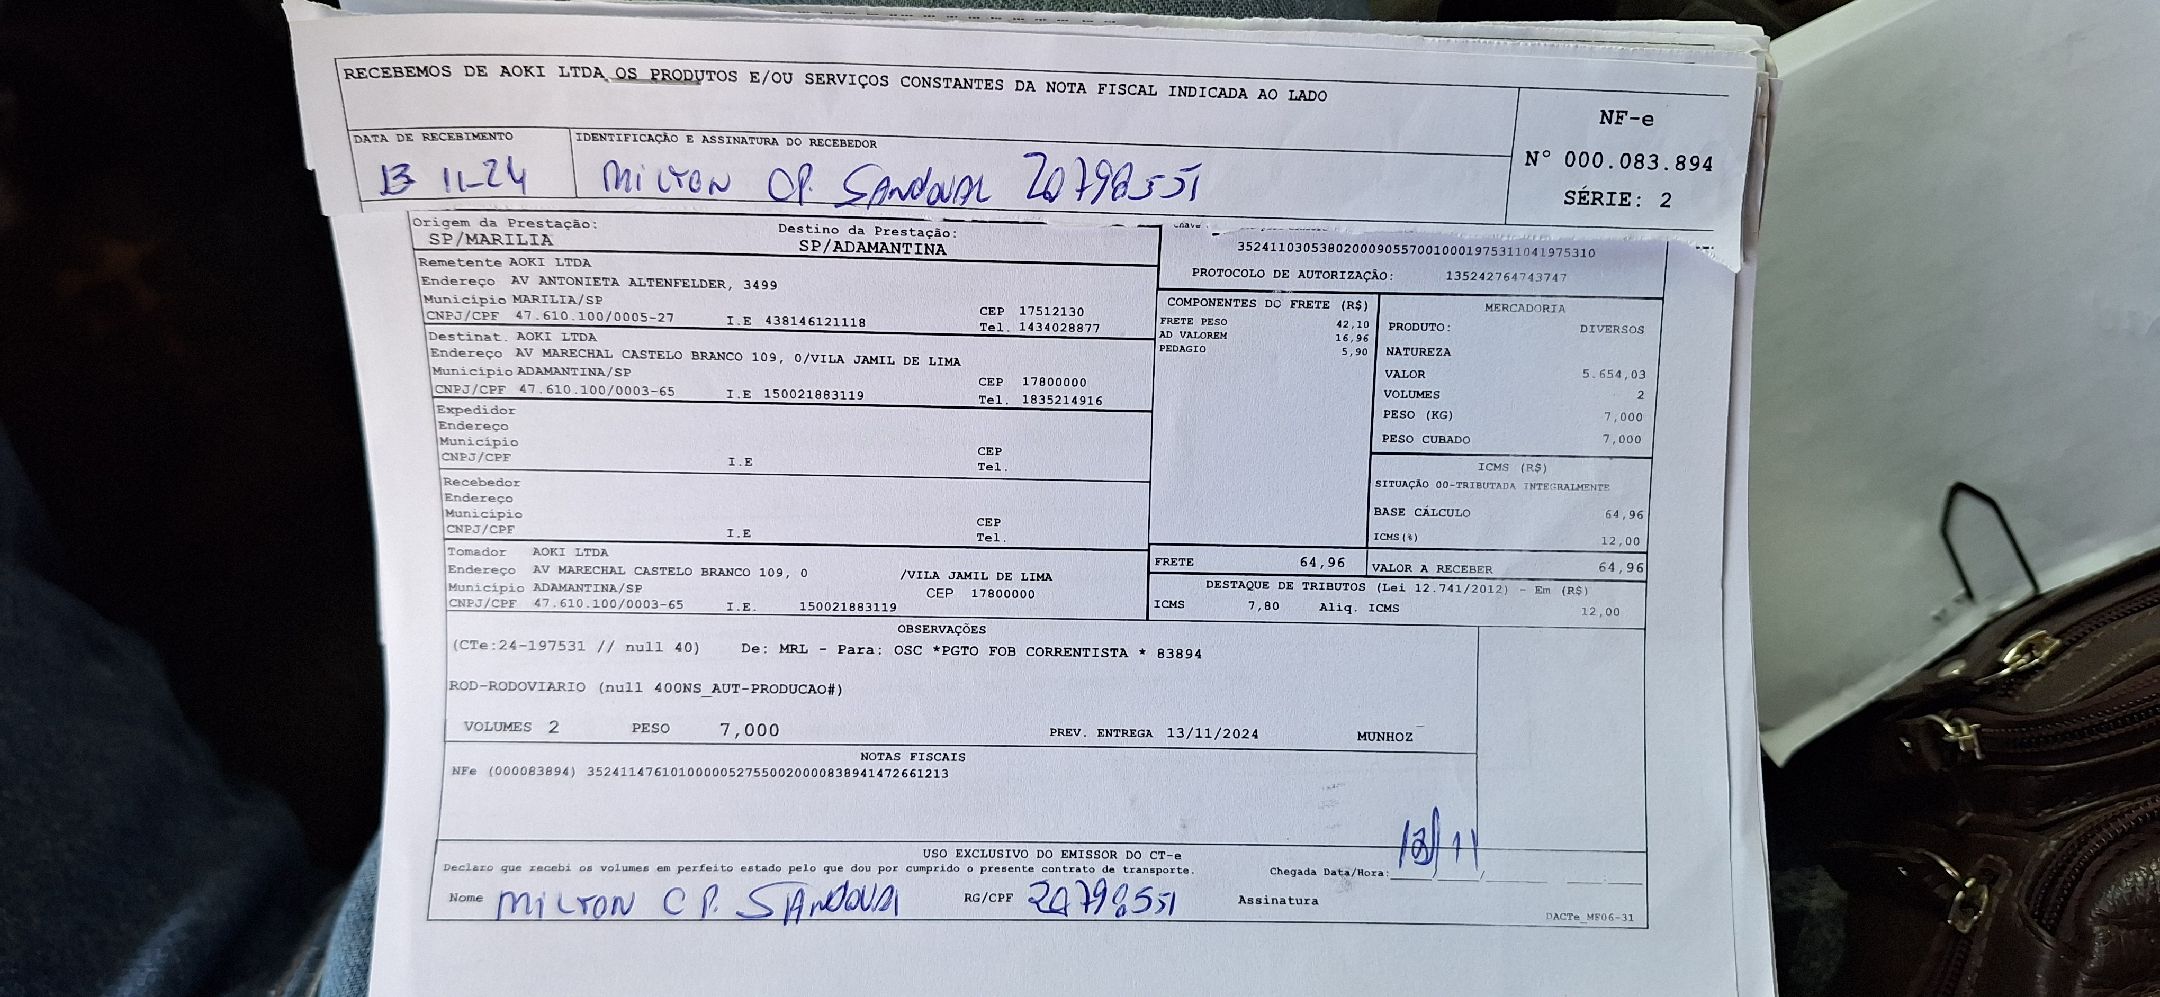 RECEBEMOS DE AOKI LTDA OS PRODUTOS E/OU SERVIÇOS CONSTANTES DA NOTA FISCAL INDICADA AO LADO
NF-e
Nº 000.083.894
SÉRIE: 2
DATA DE RECEBIMENTO
13 11-24
IDENTIFICAÇÃO E ASSINATURA DO RECEBEDOR
MILTON CP. SANDOVAL 20798551
Origem da Prestação:
SP/MARILIA
Destino da Prestação:
SP/ADAMANTINA
35241103053802000905570010001975311041975310
PROTOCOLO DE AUTORIZAÇÃO: 135242764743747
Remetente AOKI LTDA
Endereço AV ANTONIETA ALTENFELDER, 3499
Município MARILIA/SP CEP 17512130
CNPJ/CPF 47.610.100/0005-27 I.E 438146121118 Tel. 1434028877
Destinat. AOKI LTDA
Endereço AV MARECHAL CASTELO BRANCO 109, 0/VILA JAMIL DE LIMA
Município ADAMANTINA/SP CEP 17800000
CNPJ/CPF 47.610.100/0003-65 I.E 150021883119 Tel. 1835214916
Expedidor
Endereço
Município CEP
CNPJ/CPF I.E Tel.
Recebedor
Endereço
Município CEP
CNPJ/CPF I.E Tel.
Tomador AOKI LTDA
Endereço AV MARECHAL CASTELO BRANCO 109, 0 /VILA JAMIL DE LIMA
Município ADAMANTINA/SP CEP 17800000
CNPJ/CPF 47.610.100/0003-65 I.E. 150021883119
COMPONENTES DO FRETE (R$)
FRETE PESO 42,10
AD VALOREM 16,96
PEDAGIO 5,90
MERCADORIA
PRODUTO: DIVERSOS
NATUREZA
VALOR 5.654,03
VOLUMES 2
PESO (KG) 7,000
PESO CUBADO 7,000
ICMS (R$)
SITUAÇÃO 00-TRIBUTADA INTEGRALMENTE
BASE CÁLCULO 64,96
ICMS(%) 12,00
FRETE 64,96
VALOR A RECEBER 64,96
DESTAQUE DE TRIBUTOS (Lei 12.741/2012) - Em (R$)
ICMS 7,80 Aliq. ICMS 12,00
OBSERVAÇÕES
(CTe:24-197531 // null 40) De: MRL - Para: OSC *PGTO FOB CORRENTISTA * 83894
ROD-RODOVIARIO (null 400NS_AUT-PRODUCAO#)
VOLUMES 2 PESO 7,000 PREV. ENTREGA 13/11/2024 MUNHOZ
NOTAS FISCAIS
NFe (000083894) 35241147610100000527550020000838941472661213
USO EXCLUSIVO DO EMISSOR DO CT-e
Declaro que recebi os volumes em perfeito estado pelo que dou por cumprido o presente contrato de transporte.
Chegada Data/Hora: 13/11
Nome MILTON C P. SANDOVAL RG/CPF 20798551 Assinatura
DACTe_MF06-31